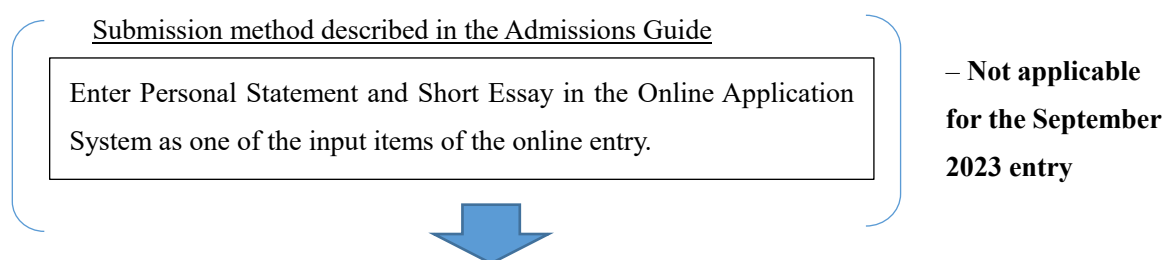 Submission method described in the Admissions Guide
Enter Personal Statement and Short Essay in the Online Application
System as one of the input items of the online entry.
– Not applicable
for the September
2023 entry